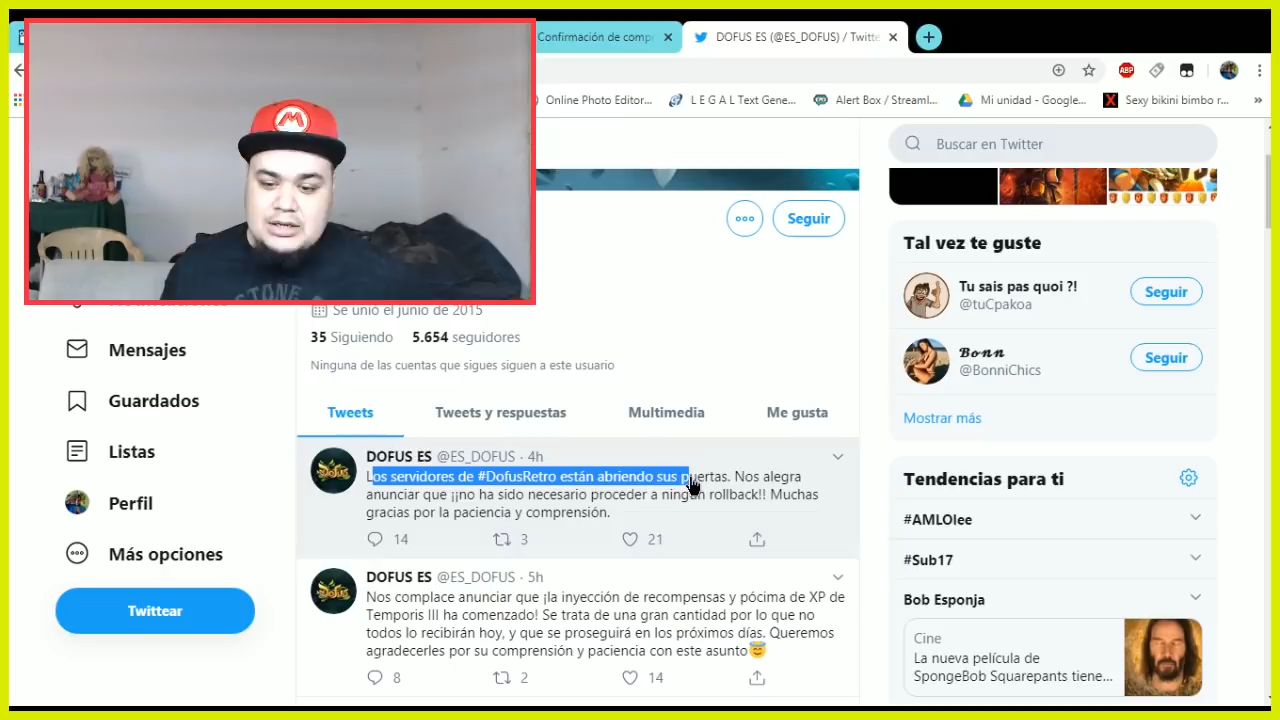 Confirmación de comp
DOFUS ES (@ES_DOFUS) / Twitte
ABP
Online Photo Editor...
L E G A L Text Gene...
Alert Box / Streaml...
Mi unidad - Google...
Sexy bikini bimbo r...
»
M
STONE
Buscar en Twitter
Seguir
Se unió el junio de 2015
35 Siguiendo 5.654 seguidores
Ninguna de las cuentas que sigues siguen a este usuario
Mensajes
Guardados
Listas
Perfil
Más opciones
Twittear
Tweets
Tweets y respuestas
Multimedia
Me gusta
DOFUS ES @ES_DOFUS · 4h
Los servidores de #DofusRetro están abriendo sus puertas. Nos alegra
anunciar que ¡¡no ha sido necesario proceder a ningún rollback!! Muchas
gracias por la paciencia y comprensión.
14 3 21
DOFUS ES @ES_DOFUS · 5h
Nos complace anunciar que ¡la inyección de recompensas y pócima de XP de
Temporis III ha comenzado! Se trata de una gran cantidad por lo que no
todos lo recibirán hoy, y que se proseguirá en los próximos días. Queremos
agradecerles por su comprensión y paciencia con este asunto😇
8 2 14
Tal vez te guste
Tu sais pas quoi ?!
@tuCpakoa
Seguir
𝓑𝓸𝓷𝓷
@BonniChics
Seguir
Mostrar más
Tendencias para ti
#AMLOlee
#Sub17
Bob Esponja
Cine
La nueva película de
SpongeBob Squarepants tiene...